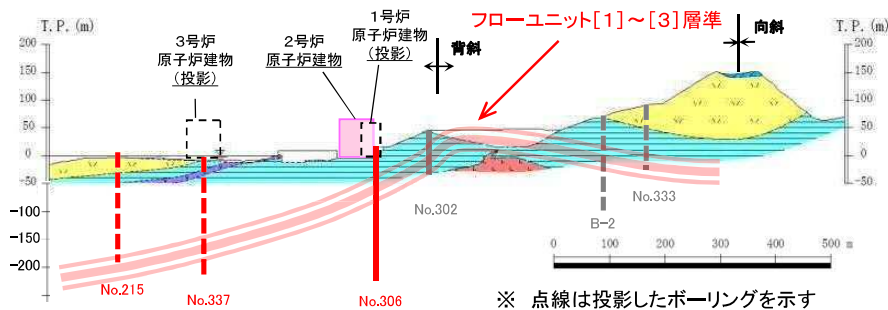 フローユニット[1]～[3]層準
T.P.(m)
200
150
100
50
0
-50
-100
-150
-200
3号炉
原子炉建物
(投影)
2号炉
原子炉建物
1号炉
原子炉建物
(投影)
背斜
向斜
T.P.(m)
200
150
100
50
0
-50
No.302
No.333
B-2
No.215
No.337
No.306
0 100 200 300 400 500 m
※ 点線は投影したボーリングを示す